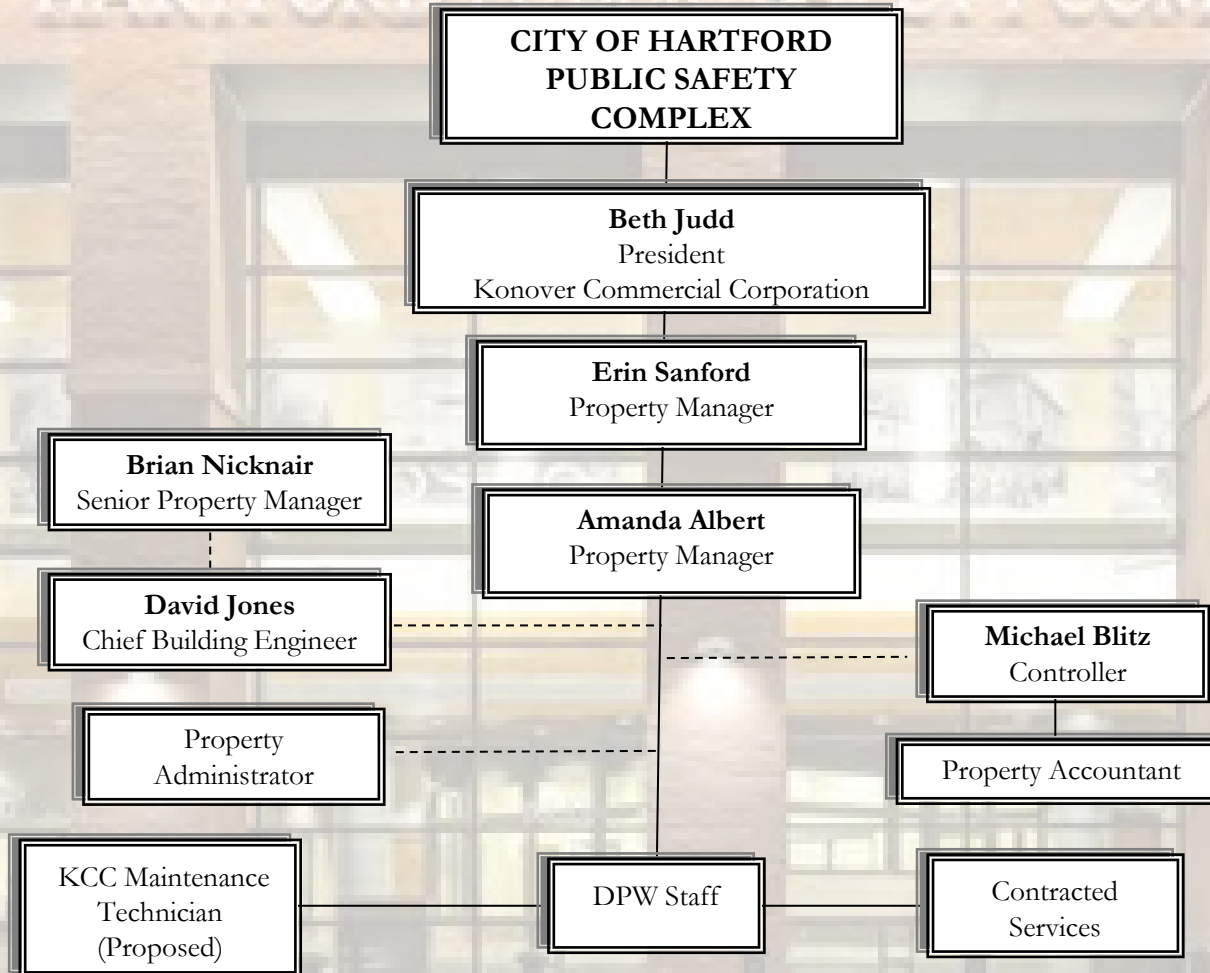 CITY OF HARTFORD
PUBLIC SAFETY
COMPLEX
Beth Judd
President
Konover Commercial Corporation
Erin Sanford
Property Manager
Brian Nicknair
Senior Property Manager
Amanda Albert
Property Manager
David Jones
Chief Building Engineer
Michael Blitz
Controller
Property
Administrator
Property Accountant
KCC Maintenance
Technician
(Proposed)
DPW Staff
Contracted
Services